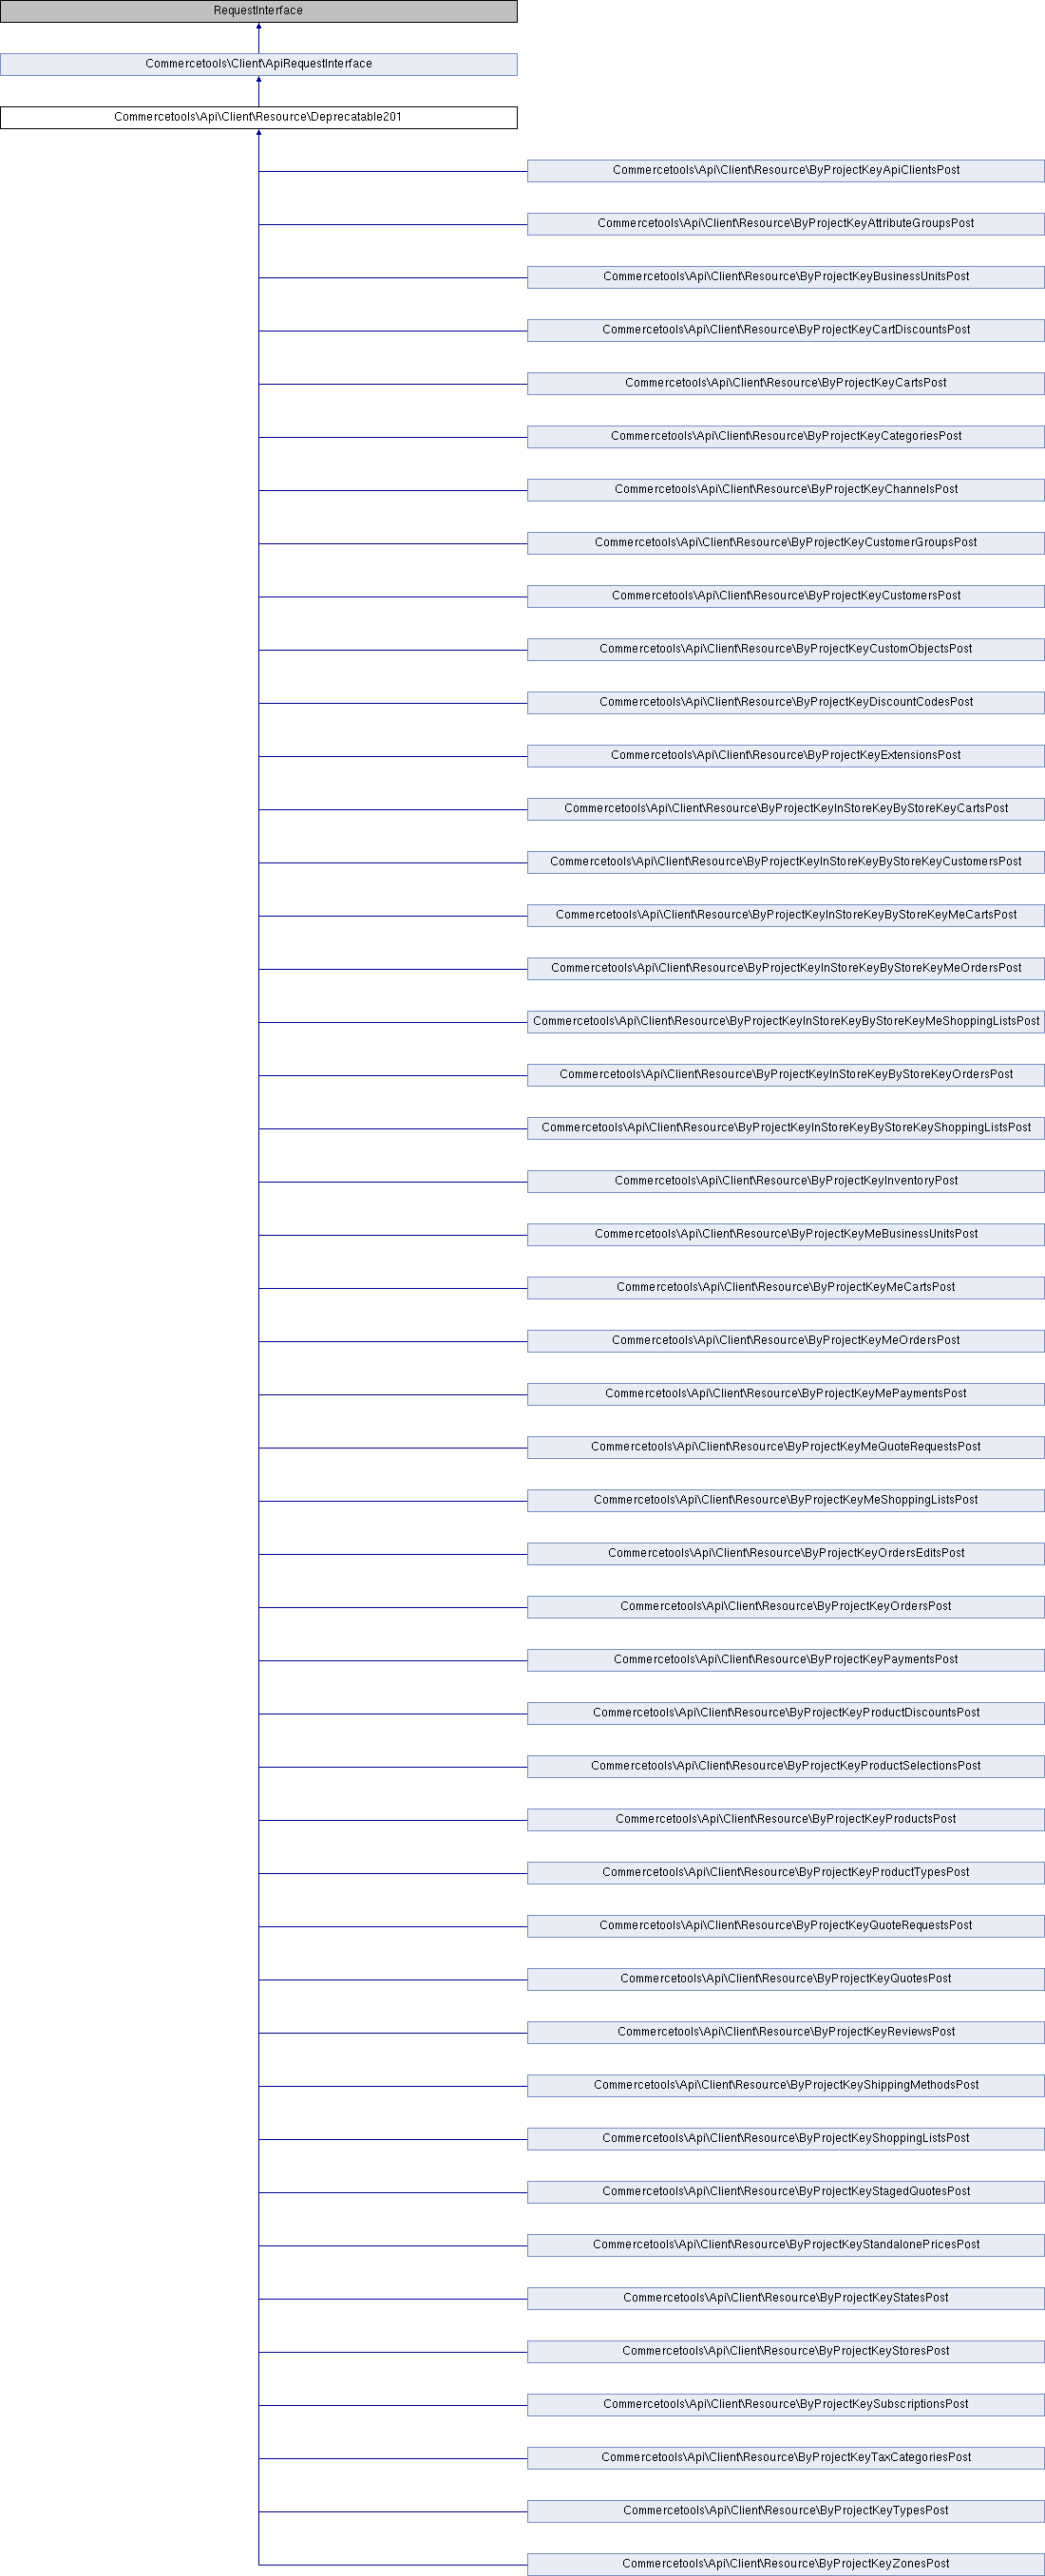 RequestInterface
Commercetools\Client\ApiRequestInterface
Commercetools\Api\Client\Resource\Deprecatable201
Commercetools\Api\Client\Resource\ByProjectKeyApiClientsPost
Commercetools\Api\Client\Resource\ByProjectKeyAttributeGroupsPost
Commercetools\Api\Client\Resource\ByProjectKeyBusinessUnitsPost
Commercetools\Api\Client\Resource\ByProjectKeyCartDiscountsPost
Commercetools\Api\Client\Resource\ByProjectKeyCartsPost
Commercetools\Api\Client\Resource\ByProjectKeyCategoriesPost
Commercetools\Api\Client\Resource\ByProjectKeyChannelsPost
Commercetools\Api\Client\Resource\ByProjectKeyCustomerGroupsPost
Commercetools\Api\Client\Resource\ByProjectKeyCustomersPost
Commercetools\Api\Client\Resource\ByProjectKeyCustomObjectsPost
Commercetools\Api\Client\Resource\ByProjectKeyDiscountCodesPost
Commercetools\Api\Client\Resource\ByProjectKeyExtensionsPost
Commercetools\Api\Client\Resource\ByProjectKeyInStoreKeyByStoreKeyCartsPost
Commercetools\Api\Client\Resource\ByProjectKeyInStoreKeyByStoreKeyCustomersPost
Commercetools\Api\Client\Resource\ByProjectKeyInStoreKeyByStoreKeyMeCartsPost
Commercetools\Api\Client\Resource\ByProjectKeyInStoreKeyByStoreKeyMeOrdersPost
Commercetools\Api\Client\Resource\ByProjectKeyInStoreKeyByStoreKeyMeShoppingListsPost
Commercetools\Api\Client\Resource\ByProjectKeyInStoreKeyByStoreKeyOrdersPost
Commercetools\Api\Client\Resource\ByProjectKeyInStoreKeyByStoreKeyShoppingListsPost
Commercetools\Api\Client\Resource\ByProjectKeyInventoryPost
Commercetools\Api\Client\Resource\ByProjectKeyMeBusinessUnitsPost
Commercetools\Api\Client\Resource\ByProjectKeyMeCartsPost
Commercetools\Api\Client\Resource\ByProjectKeyMeOrdersPost
Commercetools\Api\Client\Resource\ByProjectKeyMePaymentsPost
Commercetools\Api\Client\Resource\ByProjectKeyMeQuoteRequestsPost
Commercetools\Api\Client\Resource\ByProjectKeyMeShoppingListsPost
Commercetools\Api\Client\Resource\ByProjectKeyOrdersEditsPost
Commercetools\Api\Client\Resource\ByProjectKeyOrdersPost
Commercetools\Api\Client\Resource\ByProjectKeyPaymentsPost
Commercetools\Api\Client\Resource\ByProjectKeyProductDiscountsPost
Commercetools\Api\Client\Resource\ByProjectKeyProductSelectionsPost
Commercetools\Api\Client\Resource\ByProjectKeyProductsPost
Commercetools\Api\Client\Resource\ByProjectKeyProductTypesPost
Commercetools\Api\Client\Resource\ByProjectKeyQuoteRequestsPost
Commercetools\Api\Client\Resource\ByProjectKeyQuotesPost
Commercetools\Api\Client\Resource\ByProjectKeyReviewsPost
Commercetools\Api\Client\Resource\ByProjectKeyShippingMethodsPost
Commercetools\Api\Client\Resource\ByProjectKeyShoppingListsPost
Commercetools\Api\Client\Resource\ByProjectKeyStagedQuotesPost
Commercetools\Api\Client\Resource\ByProjectKeyStandalonePricesPost
Commercetools\Api\Client\Resource\ByProjectKeyStatesPost
Commercetools\Api\Client\Resource\ByProjectKeyStoresPost
Commercetools\Api\Client\Resource\ByProjectKeySubscriptionsPost
Commercetools\Api\Client\Resource\ByProjectKeyTaxCategoriesPost
Commercetools\Api\Client\Resource\ByProjectKeyTypesPost
Commercetools\Api\Client\Resource\ByProjectKeyZonesPost